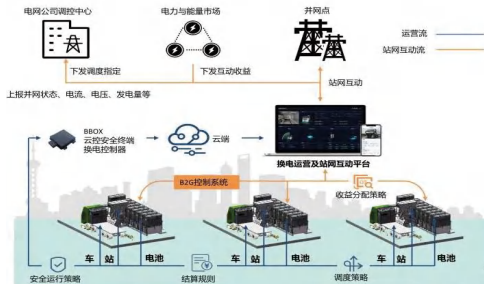 电网公司调控中心
电力与能量市场
并网点
运营流
站网互动流
下发调度指定
下发互动收益
站网互动
上报并网状态、电流、电压、发电量等
BBOX
云控安全终端
换电控制器
云端
换电运营及站网互动平台
B2G控制系统
收益分配策略
车 站 电池
车 站 电池
车 站 电池
安全运行策略
结算规则
调度策略